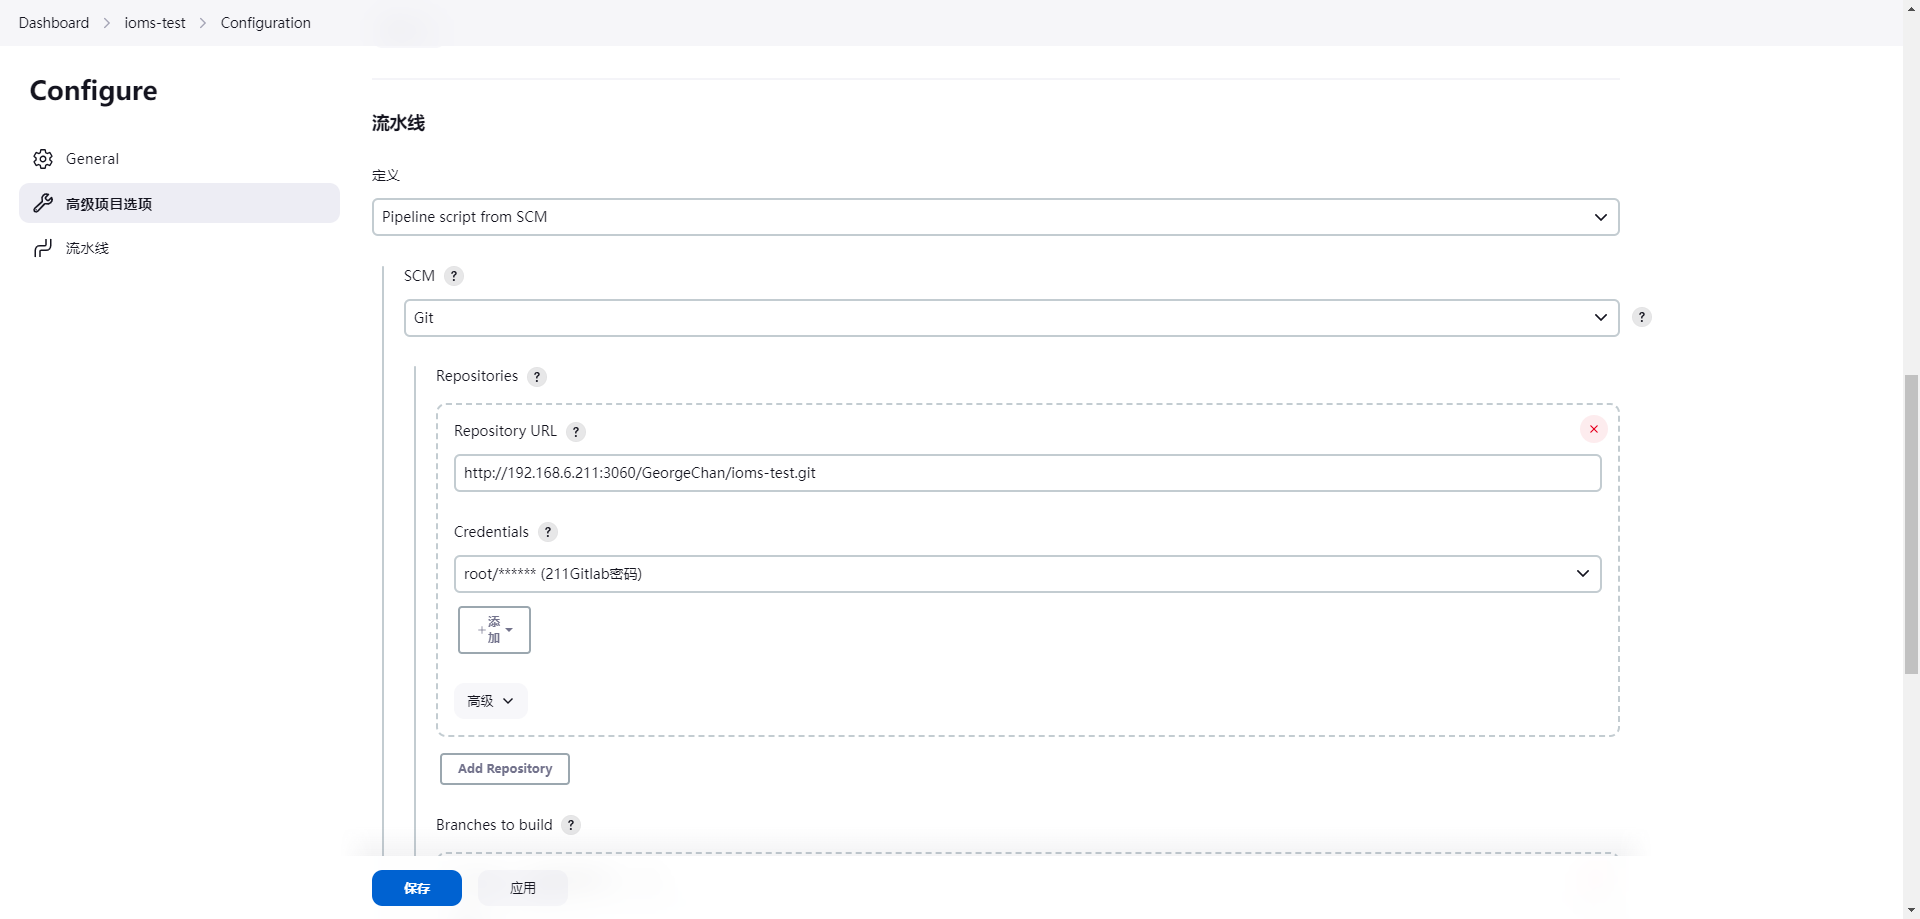 Dashboard > ioms-test > Configuration
Configure
General
高级项目选项
流水线
流水线
定义
Pipeline script from SCM
SCM ?
Git
?
Repositories ?
Repository URL ?
http://192.168.6.211:3060/GeorgeChan/ioms-test.git
Credentials ?
root/****** (211Gitlab密码)
+添
加
高级
Add Repository
Branches to build ?
保存 应用